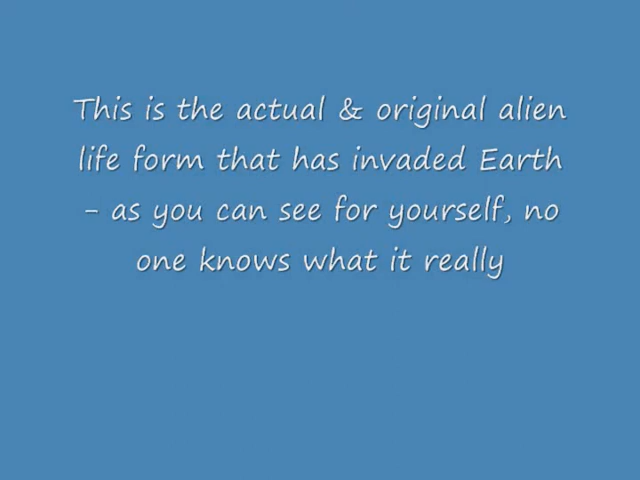 This is the actual & original alien
life form that has invaded Earth
- as you can see for yourself, no
one knows what it really